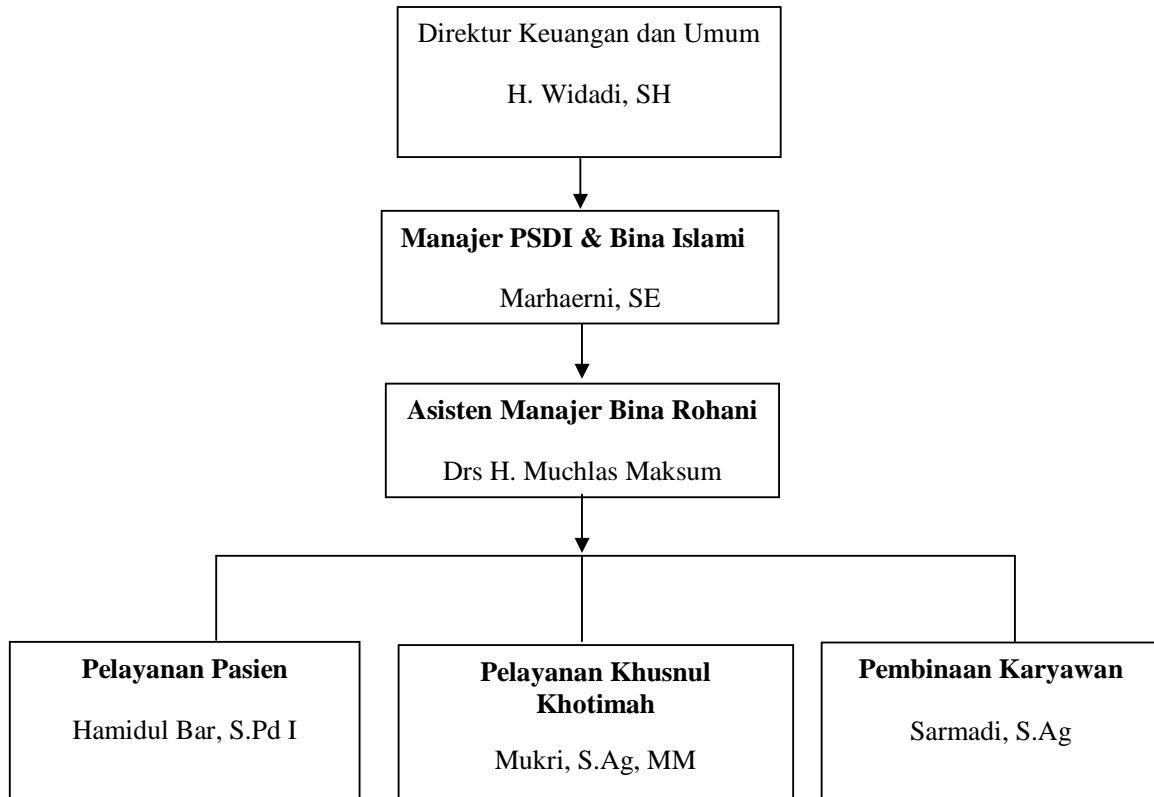 Direktur Keuangan dan Umum
H. Widadi, SH
Manajer PSDI & Bina Islami
Marhaerni, SE
Asisten Manajer Bina Rohani
Drs H. Muchlas Maksum
Pelayanan Pasien
Hamidul Bar, S.Pd I
Pelayanan Khusnul
Khotimah
Mukri, S.Ag, MM
Pembinaan Karyawan
Sarmadi, S.Ag